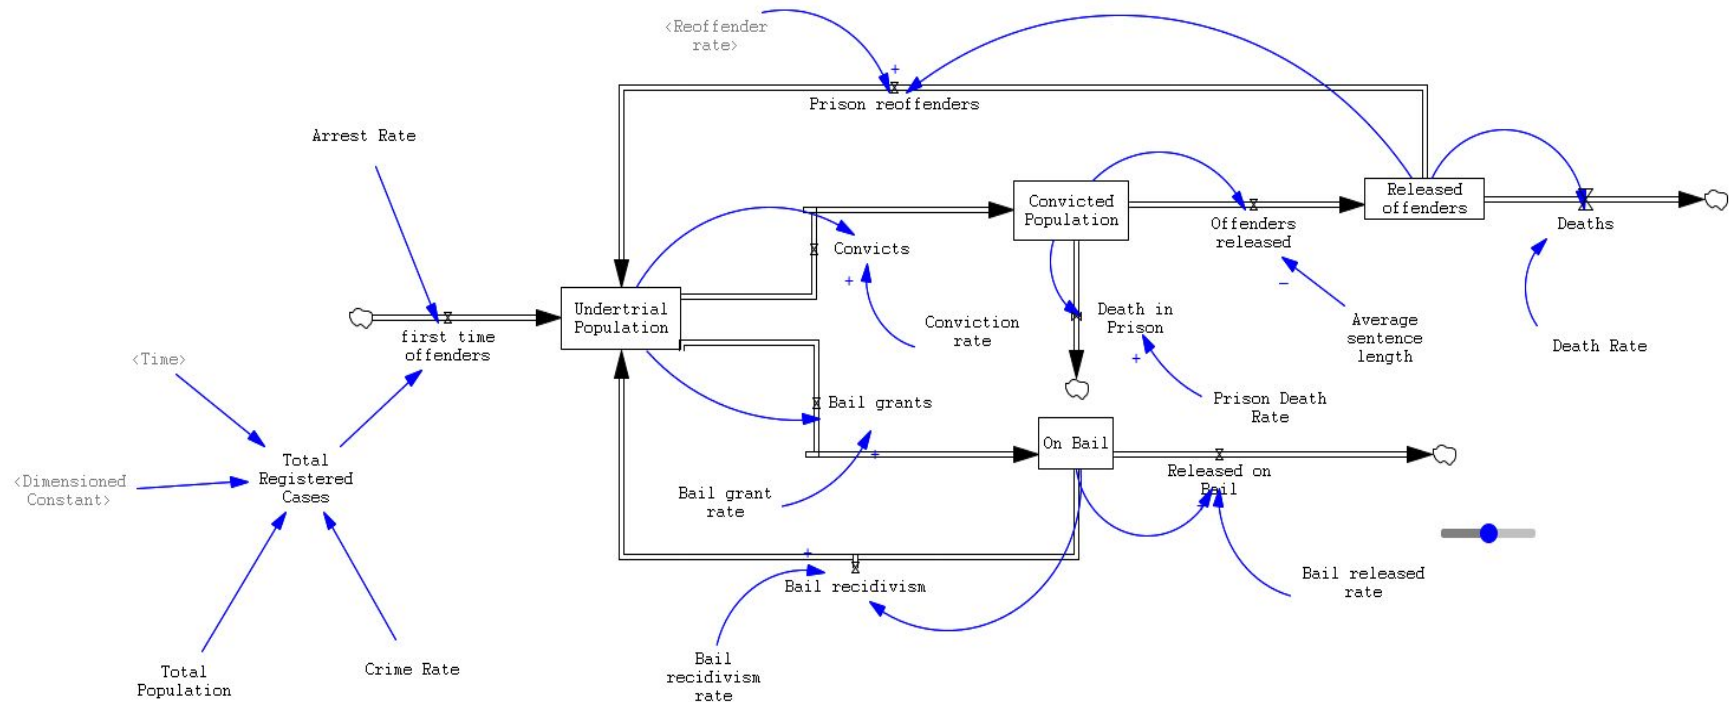 <Reoffender
rate>
+
Prison reoffenders
Arrest Rate
Convicted
Population
Released
offenders
Offenders
released
Deaths
Convicts
+
−
Undertrial
Population
first time
offenders
Conviction
rate
Death in
Prison
+
Average
sentence
length
Death Rate
<Time>
Bail grants
+
Prison Death
Rate
On Bail
Total
Registered
Cases
<Dimensioned
Constant>
Bail grant
rate
Released on
Bail
+
Bail recidivism
Bail released
rate
Total
Population
Crime Rate
Bail
recidivism
rate